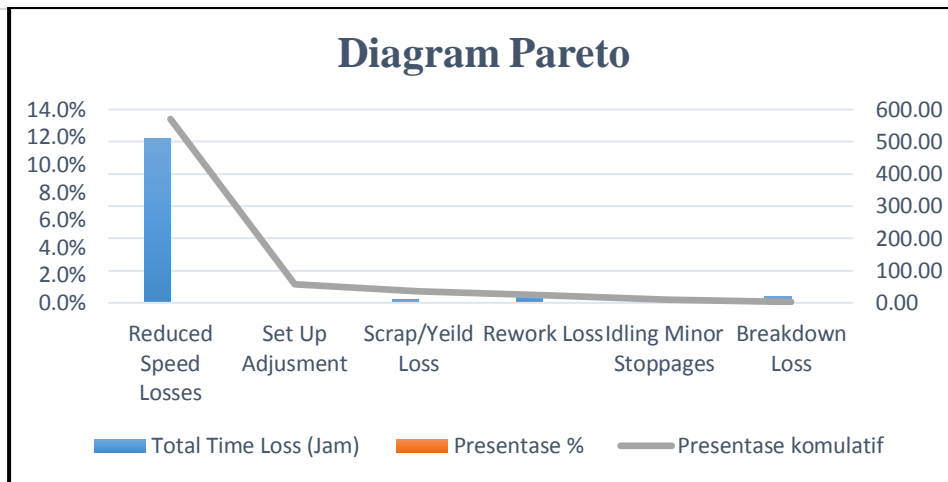 Diagram Pareto
14.0%
12.0%
10.0%
8.0%
6.0%
4.0%
2.0%
0.0%
600.00
500.00
400.00
300.00
200.00
100.00
0.00
Reduced
Speed
Losses
Set Up
Adjusment
Scrap/Yeild
Loss
Rework Loss
Idling Minor
Stoppages
Breakdown
Loss
Total Time Loss (Jam)
Presentase %
Presentase komulatif